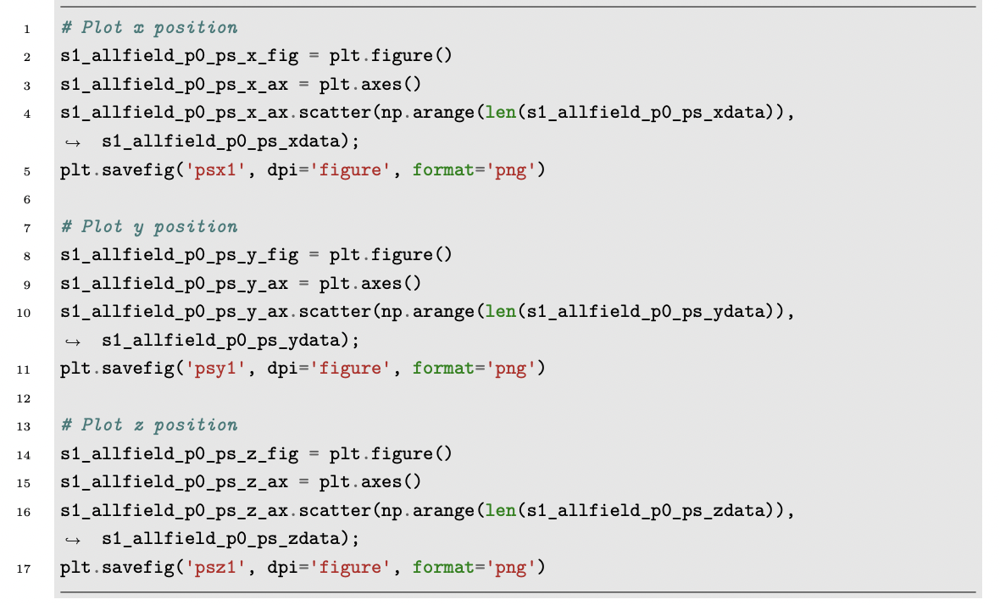 1 # Plot x position
2 s1_allfield_p0_ps_x_fig = plt.figure()
3 s1_allfield_p0_ps_x_ax = plt.axes()
4 s1_allfield_p0_ps_x_ax.scatter(np.arange(len(s1_allfield_p0_ps_xdata)),
↪ s1_allfield_p0_ps_xdata);
5 plt.savefig('psx1', dpi='figure', format='png')
6
7 # Plot y position
8 s1_allfield_p0_ps_y_fig = plt.figure()
9 s1_allfield_p0_ps_y_ax = plt.axes()
10 s1_allfield_p0_ps_y_ax.scatter(np.arange(len(s1_allfield_p0_ps_ydata)),
↪ s1_allfield_p0_ps_ydata);
11 plt.savefig('psy1', dpi='figure', format='png')
12
13 # Plot z position
14 s1_allfield_p0_ps_z_fig = plt.figure()
15 s1_allfield_p0_ps_z_ax = plt.axes()
16 s1_allfield_p0_ps_z_ax.scatter(np.arange(len(s1_allfield_p0_ps_zdata)),
↪ s1_allfield_p0_ps_zdata);
17 plt.savefig('psz1', dpi='figure', format='png')